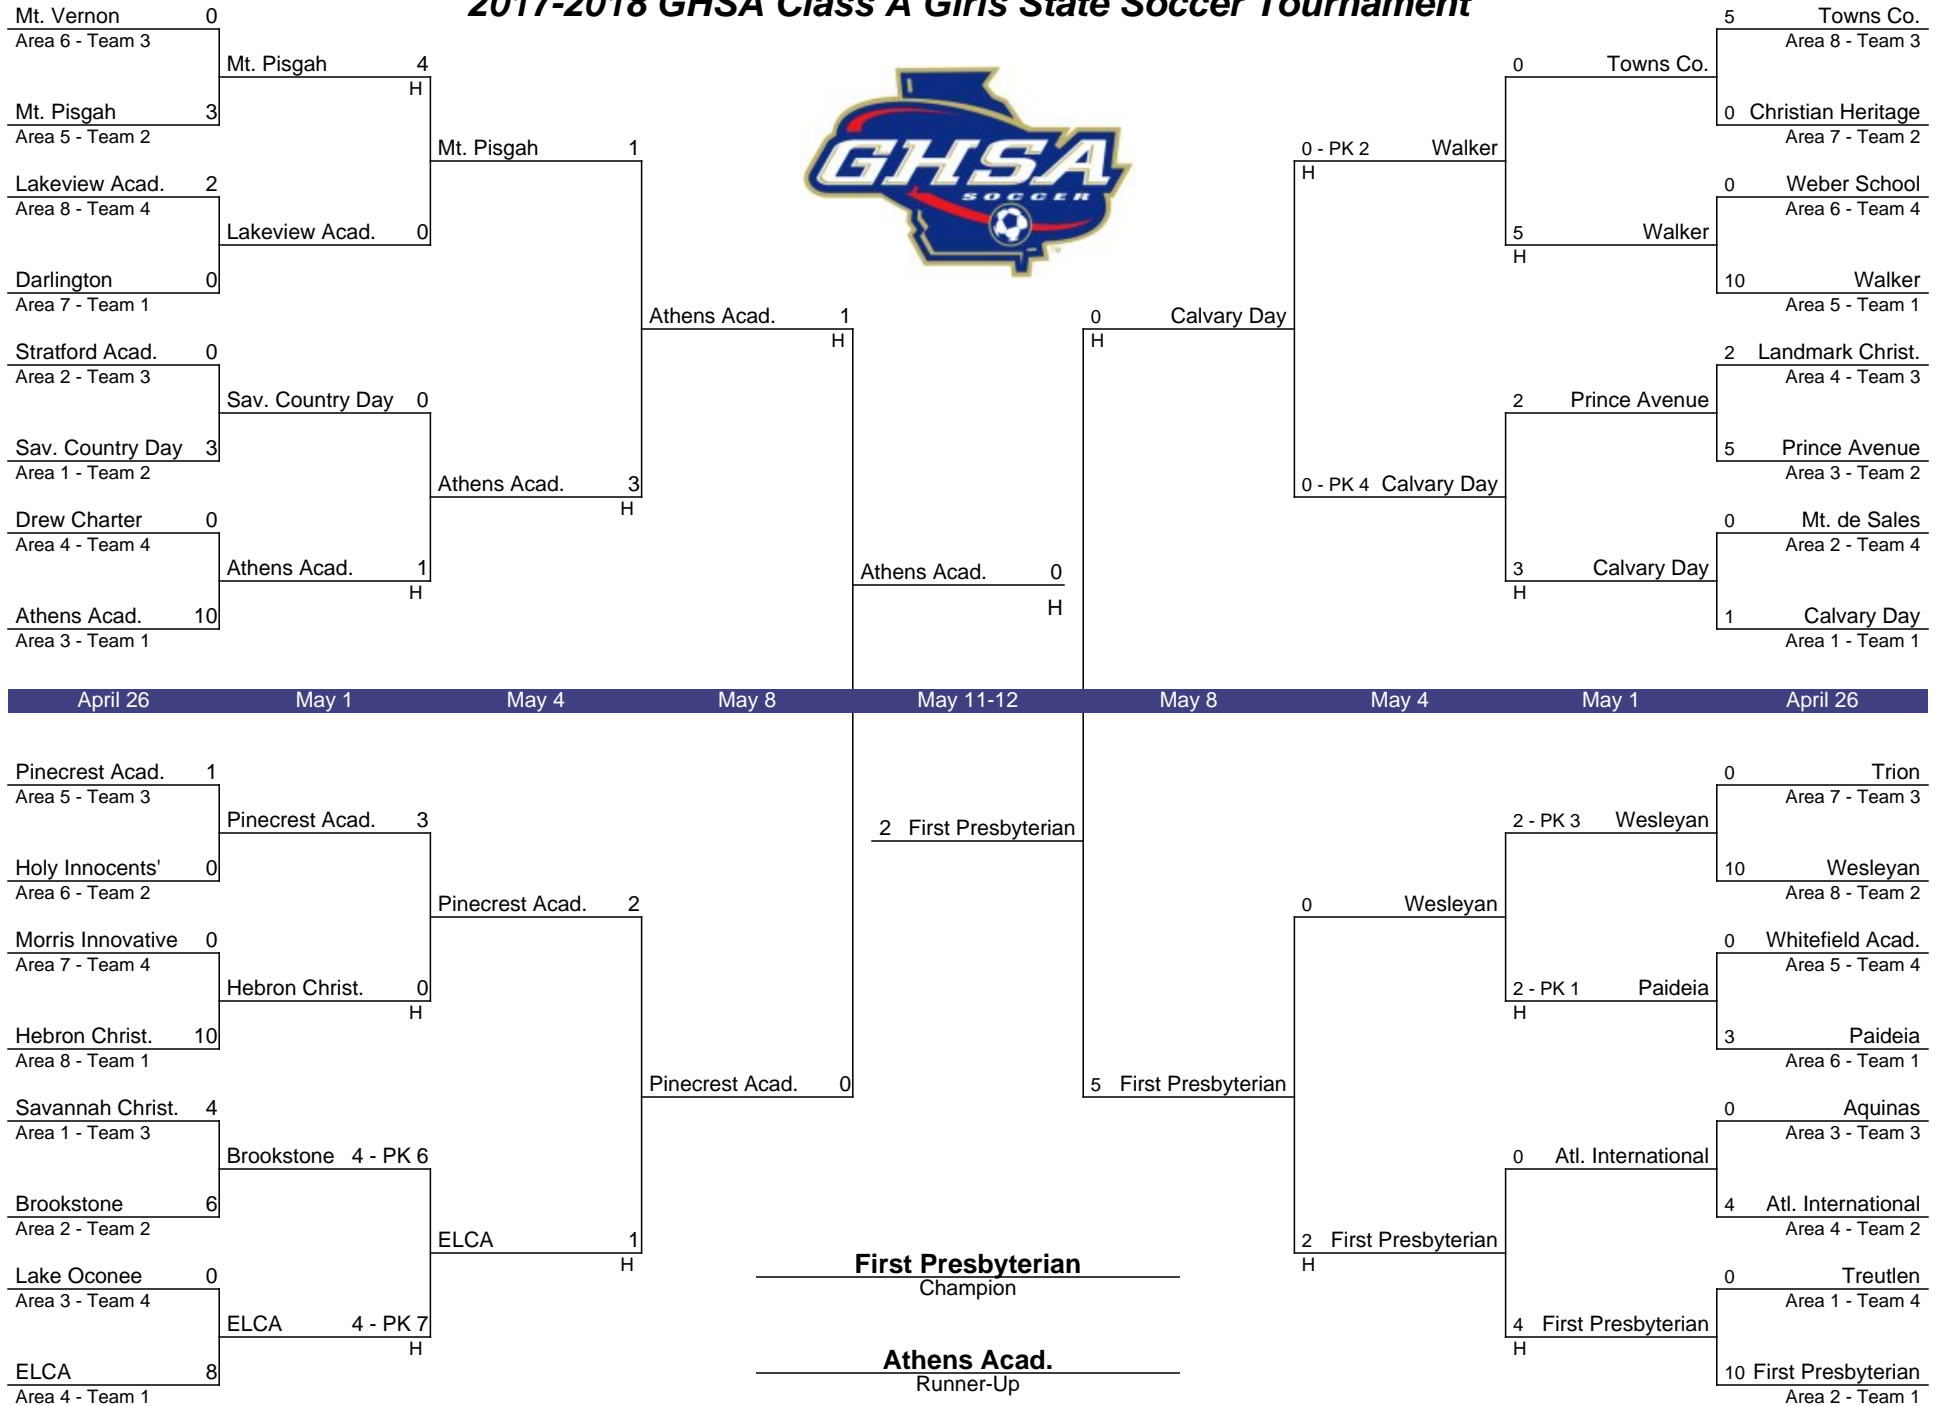 2017-2018 GHSA Class A Girls State Soccer Tournament
Mt. Vernon 0
Area 6 - Team 3
Mt. Pisgah 4
H
Mt. Pisgah 3
Area 5 - Team 2
Mt. Pisgah 1
Lakeview Acad. 2
Area 8 - Team 4
Lakeview Acad. 0
Darlington 0
Area 7 - Team 1
Athens Acad. 1
H
Stratford Acad. 0
Area 2 - Team 3
Sav. Country Day 0
Sav. Country Day 3
Area 1 - Team 2
Athens Acad. 3
H
Drew Charter 0
Area 4 - Team 4
Athens Acad. 1
H
Athens Acad. 10
Area 3 - Team 1
GHSA
SOCCER
TM
Athens Acad. 0
H
5 Towns Co.
Area 8 - Team 3
0 Towns Co.
0 Christian Heritage
Area 7 - Team 2
0 - PK 2 Walker
H
0 Weber School
Area 6 - Team 4
5 Walker
H
10 Walker
Area 5 - Team 1
0 Calvary Day
H
2 Landmark Christ.
Area 4 - Team 3
2 Prince Avenue
5 Prince Avenue
Area 3 - Team 2
0 - PK 4 Calvary Day
0 Mt. de Sales
Area 2 - Team 4
3 Calvary Day
H
1 Calvary Day
Area 1 - Team 1
April 26 May 1 May 4 May 8 May 11-12 May 8 May 4 May 1 April 26
Pinecrest Acad. 1
Area 5 - Team 3
Pinecrest Acad. 3
Holy Innocents' 0
Area 6 - Team 2
Pinecrest Acad. 2
Morris Innovative 0
Area 7 - Team 4
Hebron Christ. 0
H
Hebron Christ. 10
Area 8 - Team 1
Pinecrest Acad. 0
Savannah Christ. 4
Area 1 - Team 3
Brookstone 4 - PK 6
Brookstone 6
Area 2 - Team 2
ELCA 1
H
Lake Oconee 0
Area 3 - Team 4
ELCA 4 - PK 7
H
ELCA 8
Area 4 - Team 1
2 First Presbyterian
0 Trion
Area 7 - Team 3
2 - PK 3 Wesleyan
10 Wesleyan
Area 8 - Team 2
0 Wesleyan
0 Whitefield Acad.
Area 5 - Team 4
2 - PK 1 Paideia
H
3 Paideia
Area 6 - Team 1
5 First Presbyterian
0 Aquinas
Area 3 - Team 3
0 Atl. International
4 Atl. International
Area 4 - Team 2
2 First Presbyterian
H
0 Treutlen
Area 1 - Team 4
4 First Presbyterian
H
10 First Presbyterian
Area 2 - Team 1
First Presbyterian
Champion
Athens Acad.
Runner-Up